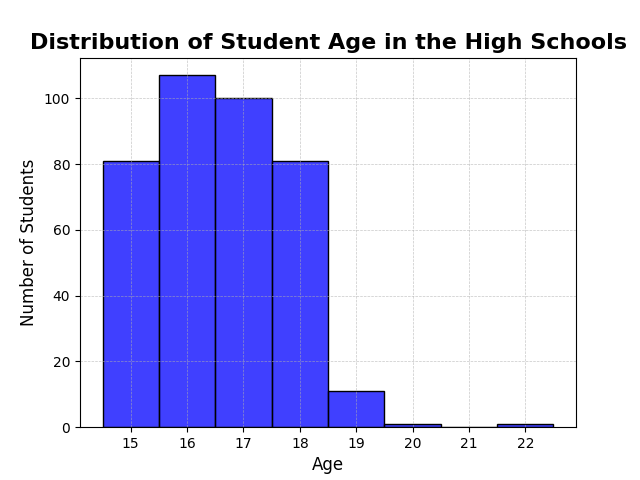 Distribution of Student Age in the High Schools
100
80
60
40
20
0
Number of Students
15 16 17 18 19 20 21 22
Age